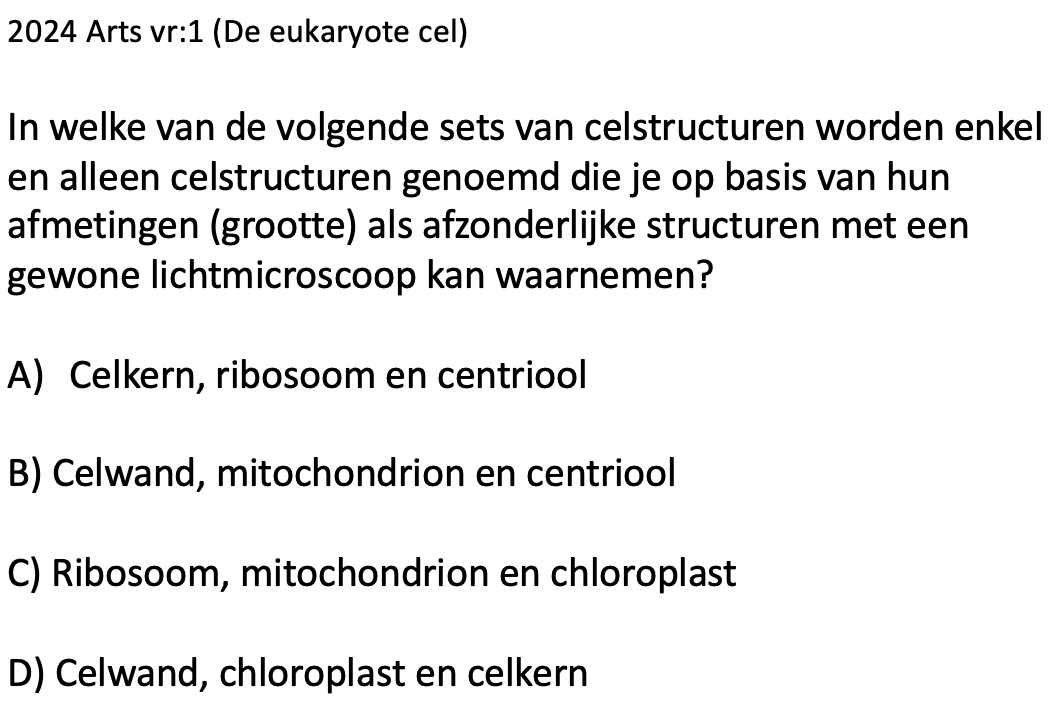 2024 Arts vr:1 (De eukaryote cel)
In welke van de volgende sets van celstructuren worden enkel
en alleen celstructuren genoemd die je op basis van hun
afmetingen (grootte) als afzonderlijke structuren met een
gewone lichtmicroscoop kan waarnemen?
A) Celkern, ribosoom en centriool
B) Celwand, mitochondrion en centriool
C) Ribosoom, mitochondrion en chloroplast
D) Celwand, chloroplast en celkern